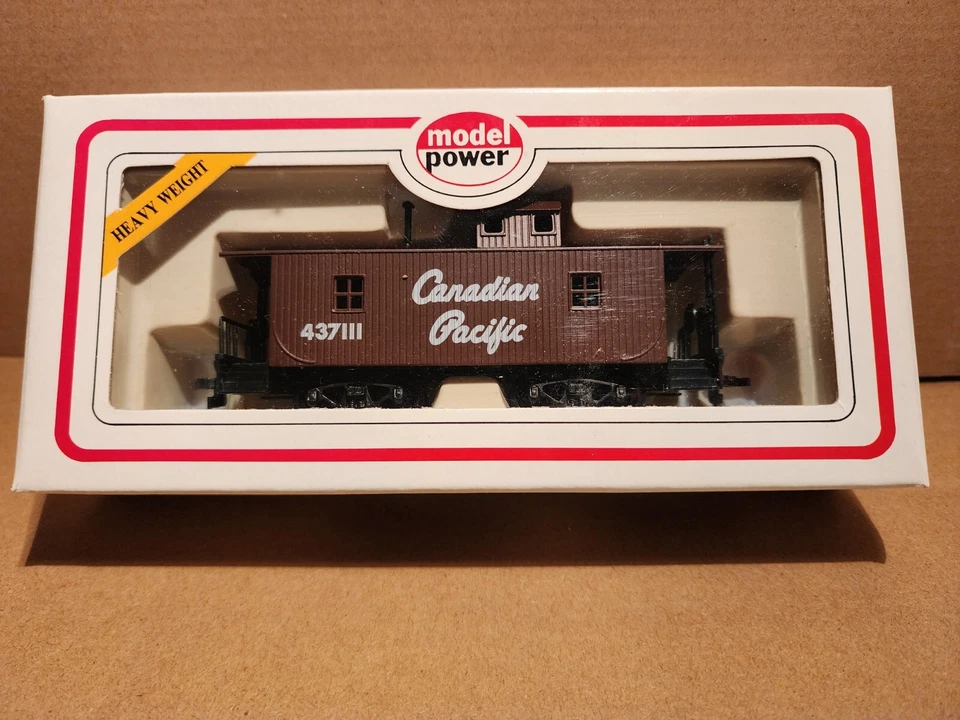 model
power
HEAVY WEIGHT
Canadian
Pacific
437111